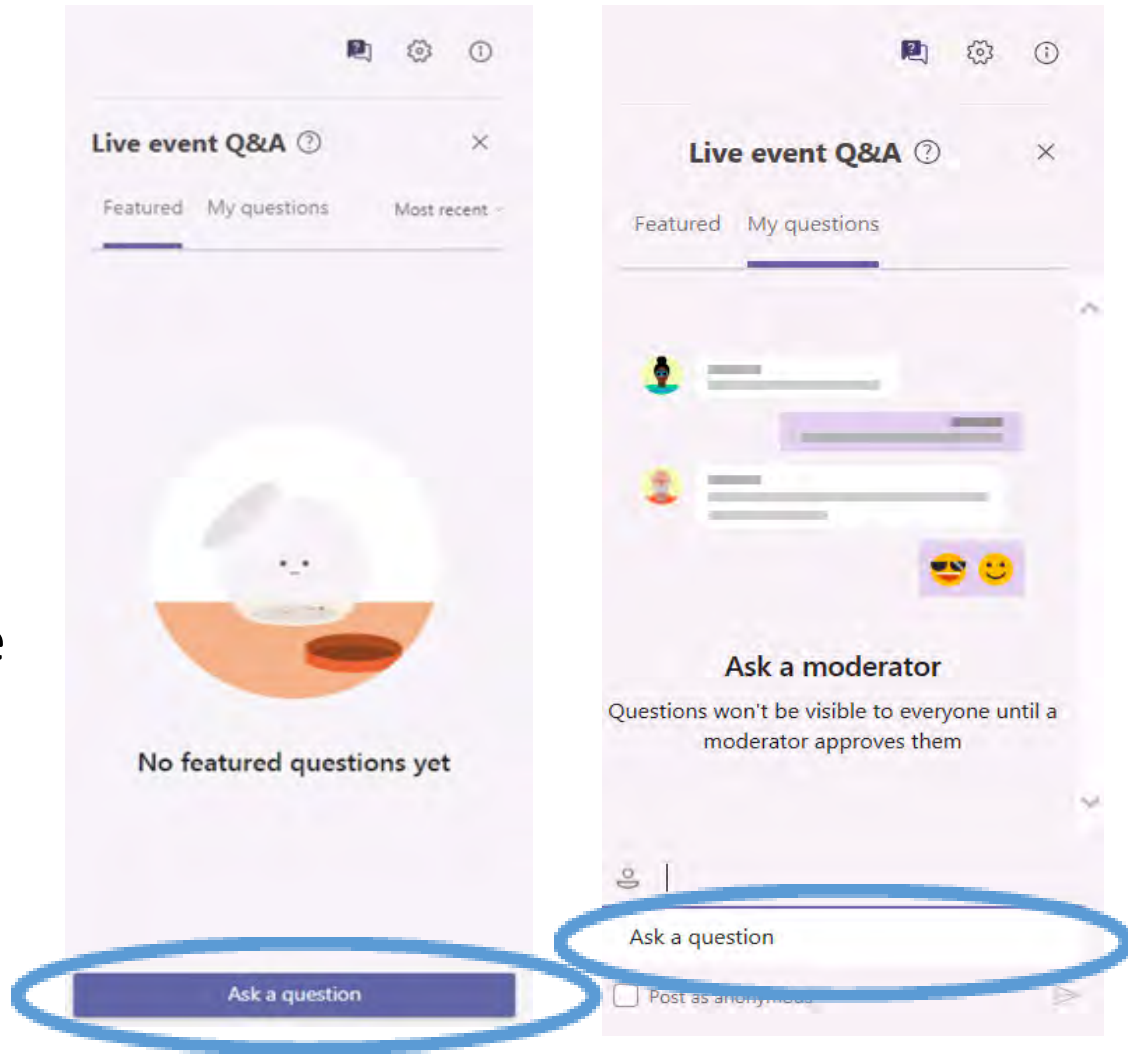 Live event Q&A
Featured My questions Most recent
No featured questions yet
Ask a question
e
Live event Q&A
Featured My questions
Ask a moderator
Questions won't be visible to everyone until a
moderator approves them
Ask a question
Post as anonymous